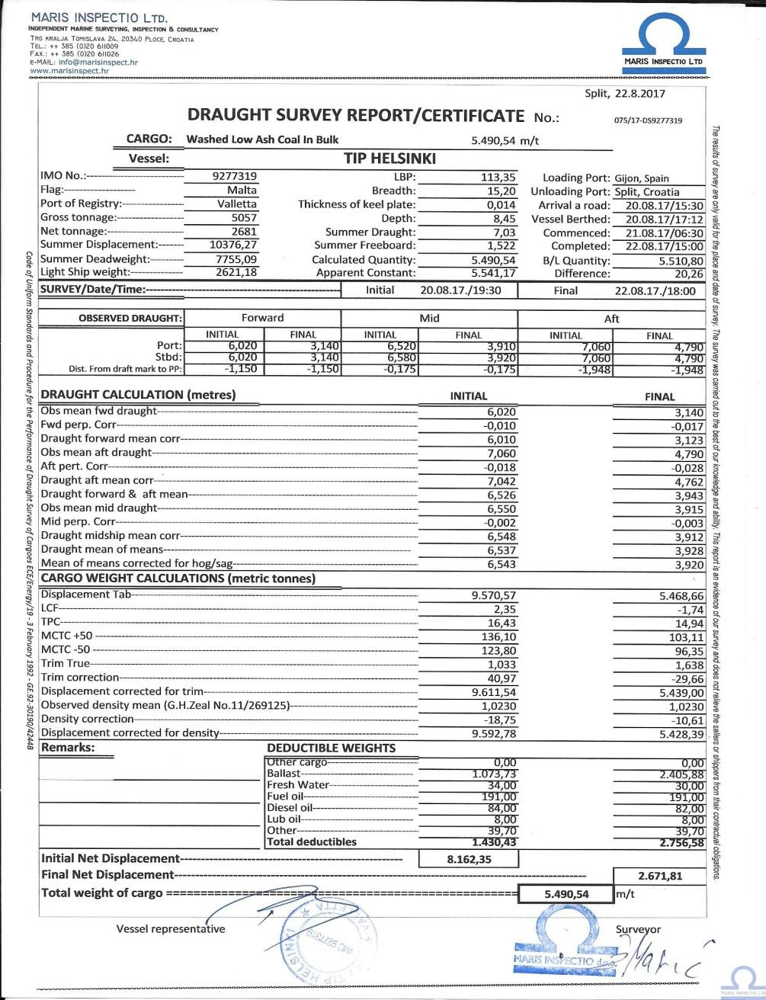 MARIS INSPECTIO LTD.
INDEPENDENT MARINE SURVEYING, INSPECTION & CONSULTANCY
TRG KRALJA TOMISLAVA 24, 20340 PLOCE, CROATIA
TEL.: ++ 385 (0)20 611009
FAX.: ++ 385 (0)20 611026
E-MAIL: info@marisinspect.hr
www.marisinspect.hr
MARIS INSPECTIO LTD
Split, 22.8.2017
DRAUGHT SURVEY REPORT/CERTIFICATE No.: 075/17-DS9277319
CARGO: Washed Low Ash Coal In Bulk 5.490,54 m/t
Vessel: TIP HELSINKI
IMO No.: 9277319 LBP: 113,35 Loading Port: Gijon, Spain
Flag: Malta Breadth: 15,20 Unloading Port: Split, Croatia
Port of Registry: Valletta Thickness of keel plate: 0,014 Arrival a road: 20.08.17/15:30
Gross tonnage: 5057 Depth: 8,45 Vessel Berthed: 20.08.17/17:12
Net tonnage: 2681 Summer Draught: 7,03 Commenced: 21.08.17/06:30
Summer Displacement: 10376,27 Summer Freeboard: 1,522 Completed: 22.08.17/15:00
Summer Deadweight: 7755,09 Calculated Quantity: 5.490,54 B/L Quantity: 5.510,80
Light Ship weight: 2621,18 Apparent Constant: 5.541,17 Difference: 20,26
SURVEY/Date/Time: Initial 20.08.17./19:30 Final 22.08.17./18:00
OBSERVED DRAUGHT: Forward Mid Aft
INITIAL FINAL INITIAL FINAL INITIAL FINAL
Port: 6,020 3,140 6,520 3,910 7,060 4,790
Stbd: 6,020 3,140 6,580 3,920 7,060 4,790
Dist. From draft mark to PP: -1,150 -1,150 -0,175 -0,175 -1,948 -1,948
DRAUGHT CALCULATION (metres) INITIAL FINAL
Obs mean fwd draught 6,020 3,140
Fwd perp. Corr -0,010 -0,017
Draught forward mean corr 6,010 3,123
Obs mean aft draught 7,060 4,790
Aft pert. Corr -0,018 -0,028
Draught aft mean corr 7,042 4,762
Draught forward & aft mean 6,526 3,943
Obs mean mid draught 6,550 3,915
Mid perp. Corr -0,002 -0,003
Draught midship mean corr 6,548 3,912
Draught mean of means 6,537 3,928
Mean of means corrected for hog/sag 6,543 3,920
CARGO WEIGHT CALCULATIONS (metric tonnes)
Displacement Tab 9.570,57 5.468,66
LCF 2,35 -1,74
TPC 16,43 14,94
MCTC +50 136,10 103,11
MCTC -50 123,80 96,35
Trim True 1,033 1,638
Trim correction 40,97 -29,66
Displacement corrected for trim 9.611,54 5.439,00
Observed density mean (G.H.Zeal No.11/269125) 1,0230 1,0230
Density correction -18,75 -10,61
Displacement corrected for density 9.592,78 5.428,39
Remarks: DEDUCTIBLE WEIGHTS
Other cargo 0,00 0,00
Ballast 1.073,73 2.405,88
Fresh Water 34,00 30,00
Fuel oil 191,00 191,00
Diesel oil 84,00 82,00
Lub oil 8,00 8,00
Other 39,70 39,70
Total deductibles 1.430,43 2.756,58
Initial Net Displacement 8.162,35
Final Net Displacement 2.671,81
Total weight of cargo 5.490,54 m/t
Vessel representative Surveyor
VALLETTA
IMO 9277319
TIP HELSINKI
MARIS INSPECTIO d.o.o.
Marić
MARIS INSPECTIO LTD
Code of Uniform Standards and Procedure for the Performance of Draught Survey of Cargoes ECE/Energy/19 - 3 February 1992 - GE.92-30190/4244B
The results of survey are only valid for the place and date of survey. The survey was carried out to the best of our knowledge and ability. This report is an evidence of our survey and does not relieve the sallers or shippers from their contractual obligations.